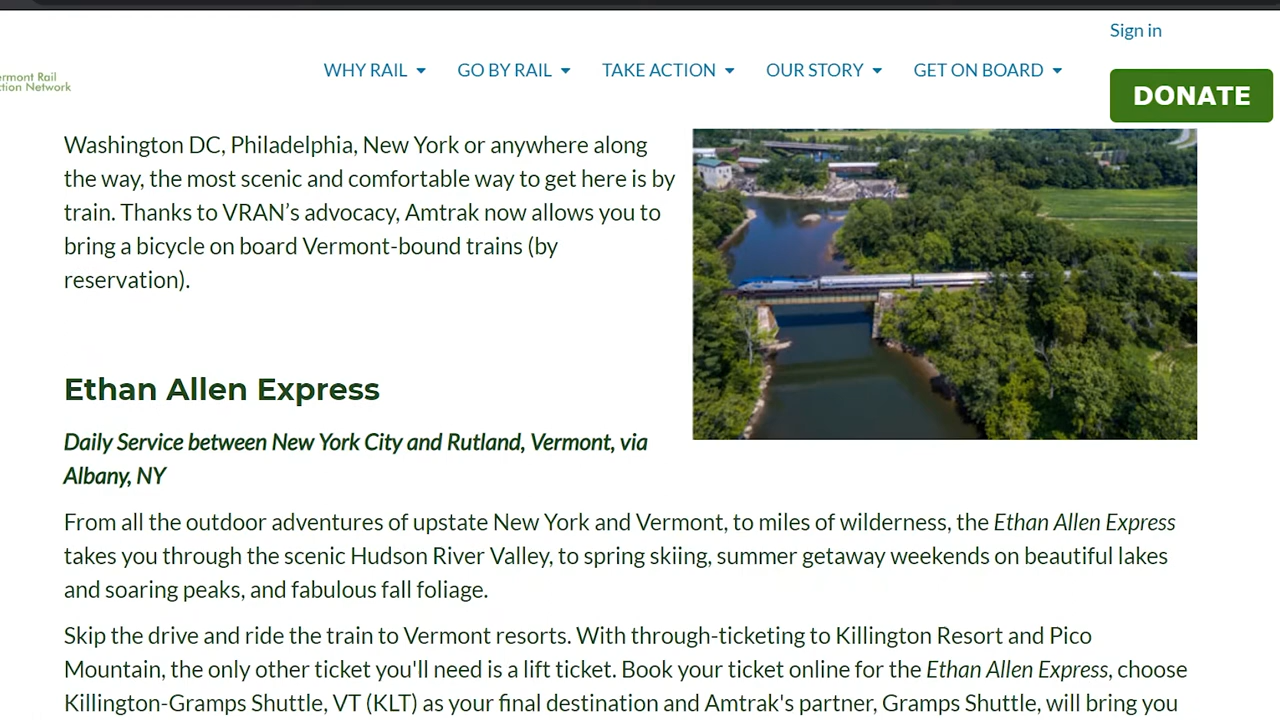 Sign in
WHY RAIL GO BY RAIL TAKE ACTION OUR STORY GET ON BOARD
DONATE
ermont Rail
ction Network
Washington DC, Philadelphia, New York or anywhere along
the way, the most scenic and comfortable way to get here is by
train. Thanks to VRAN’s advocacy, Amtrak now allows you to
bring a bicycle on board Vermont-bound trains (by
reservation).
Ethan Allen Express
Daily Service between New York City and Rutland, Vermont, via
Albany, NY
From all the outdoor adventures of upstate New York and Vermont, to miles of wilderness, the Ethan Allen Express
takes you through the scenic Hudson River Valley, to spring skiing, summer getaway weekends on beautiful lakes
and soaring peaks, and fabulous fall foliage.
Skip the drive and ride the train to Vermont resorts. With through-ticketing to Killington Resort and Pico
Mountain, the only other ticket you'll need is a lift ticket. Book your ticket online for the Ethan Allen Express, choose
Killington-Gramps Shuttle, VT (KLT) as your final destination and Amtrak's partner, Gramps Shuttle, will bring you